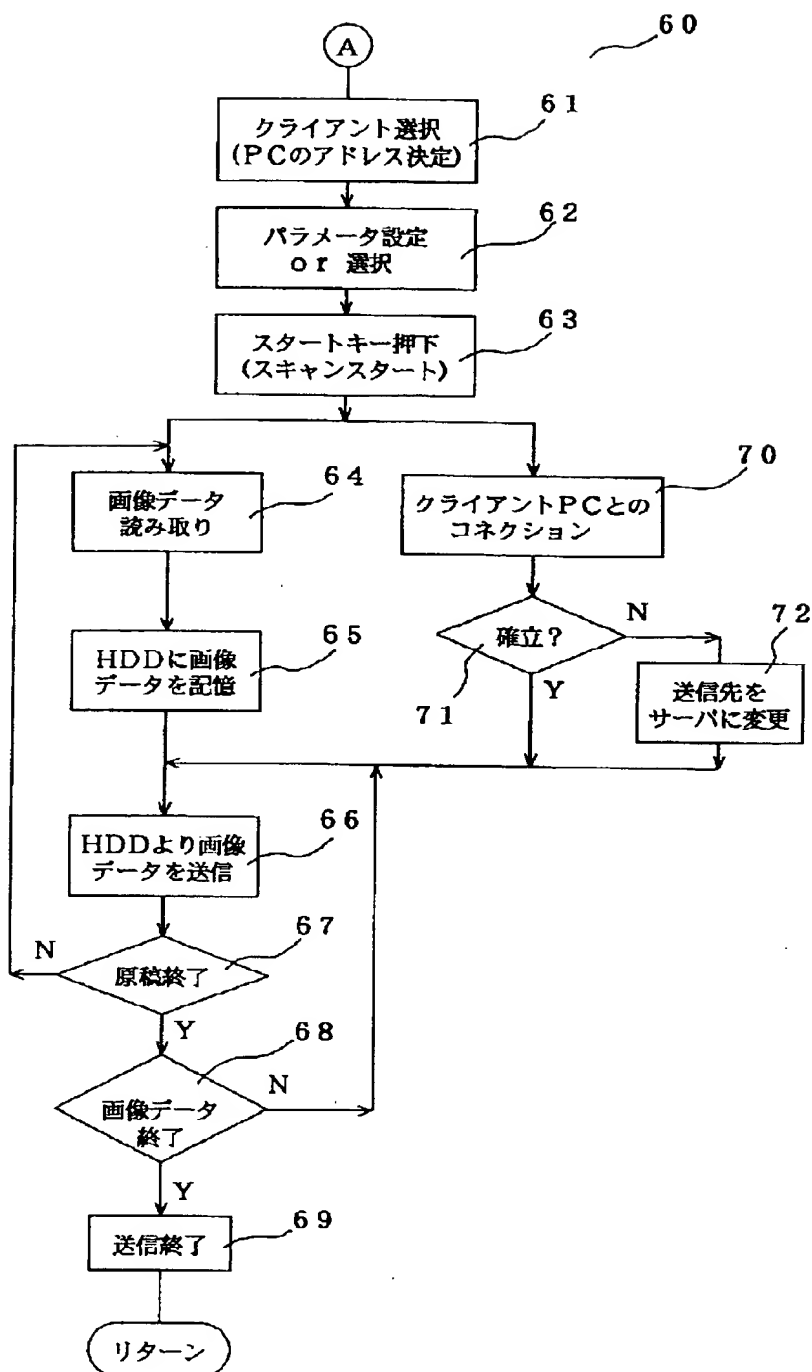 ６０
A
６１
クライアント選択
(ＰＣのアドレス決定)
６２
パラメータ設定
ｏｒ 選択
６３
スタートキー押下
(スキャンスタート)
６４
画像データ
読み取り
７０
クライアントＰＣとの
コネクション
６５
ＨＤＤに画像
データを記憶
確立？
N
Y
７１
７２
送信先を
サーバに変更
６６
ＨＤＤより画像
データを送信
６７
N
原稿終了
Y
６８
N
画像データ
終了
Y
６９
送信終了
リターン